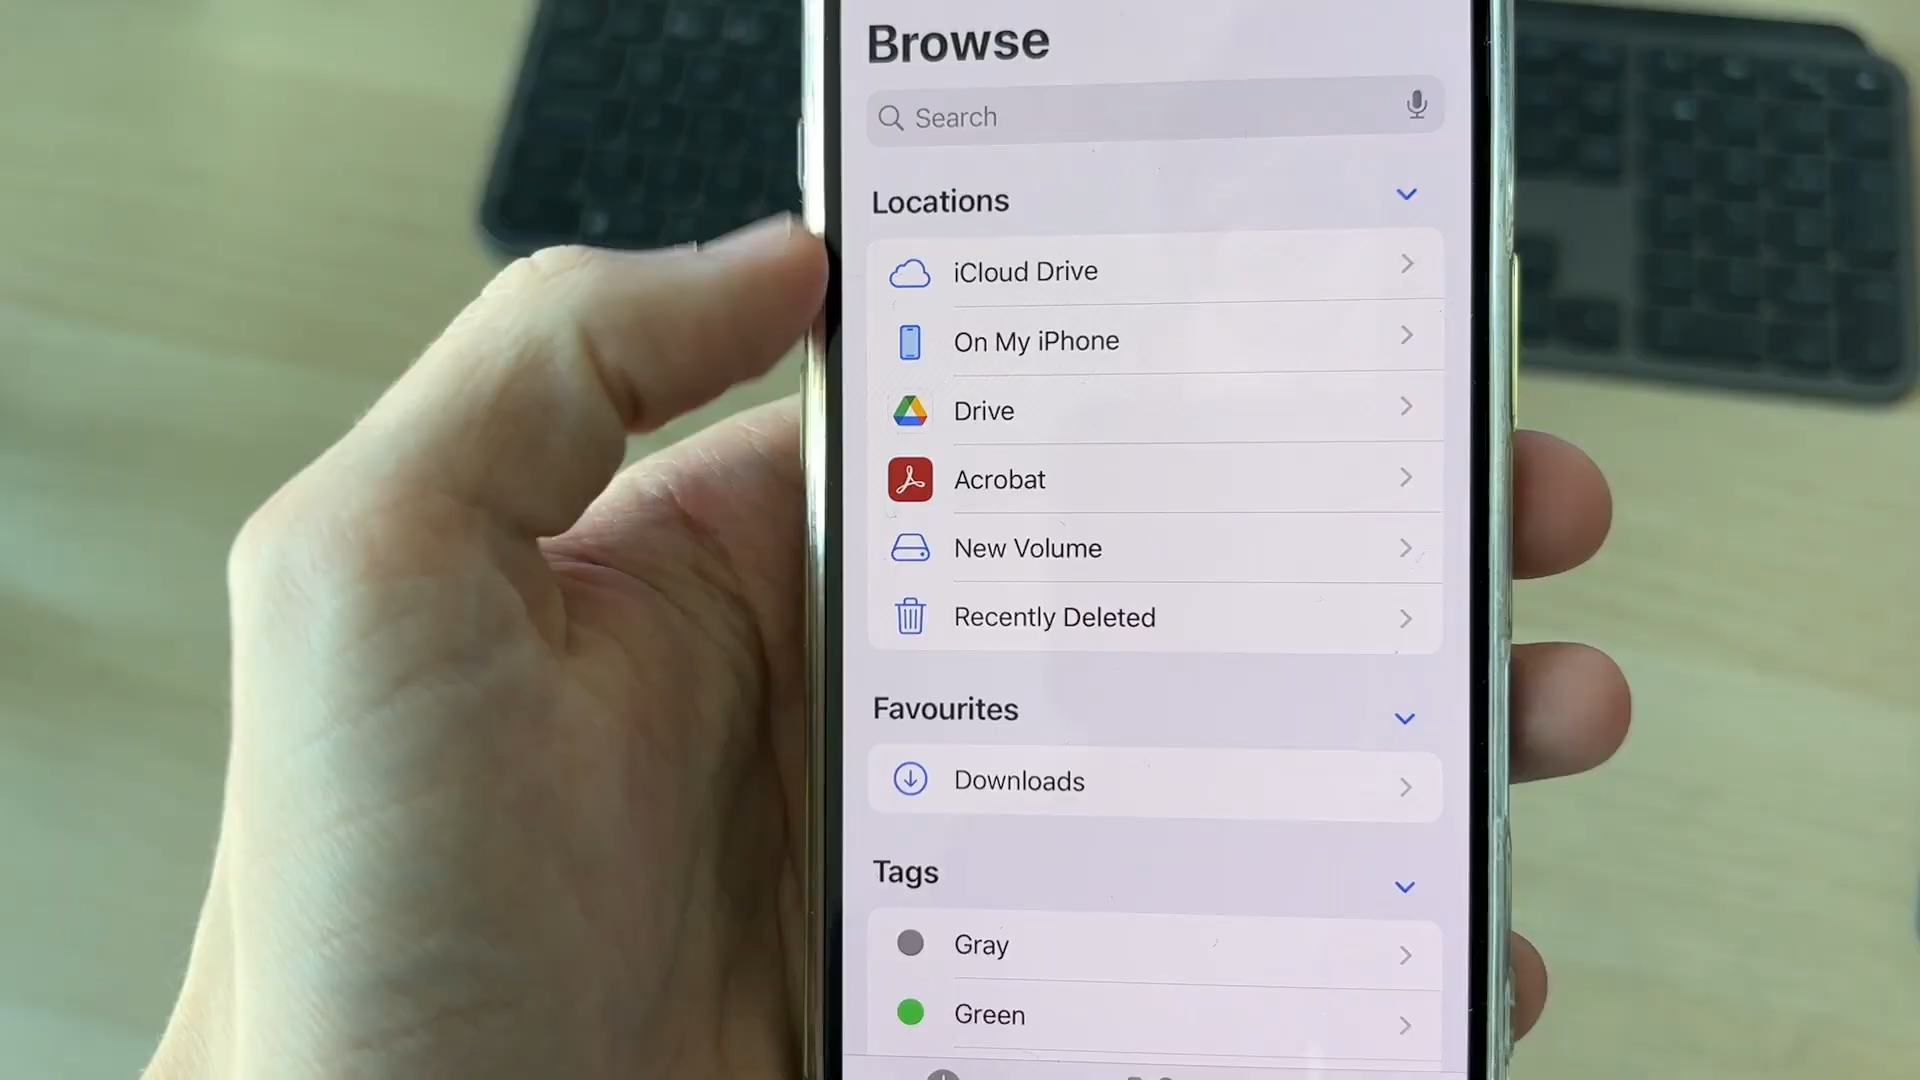 Browse
Search
Locations
iCloud Drive
On My iPhone
Drive
Acrobat
New Volume
Recently Deleted
Favourites
Downloads
Tags
Gray
Green